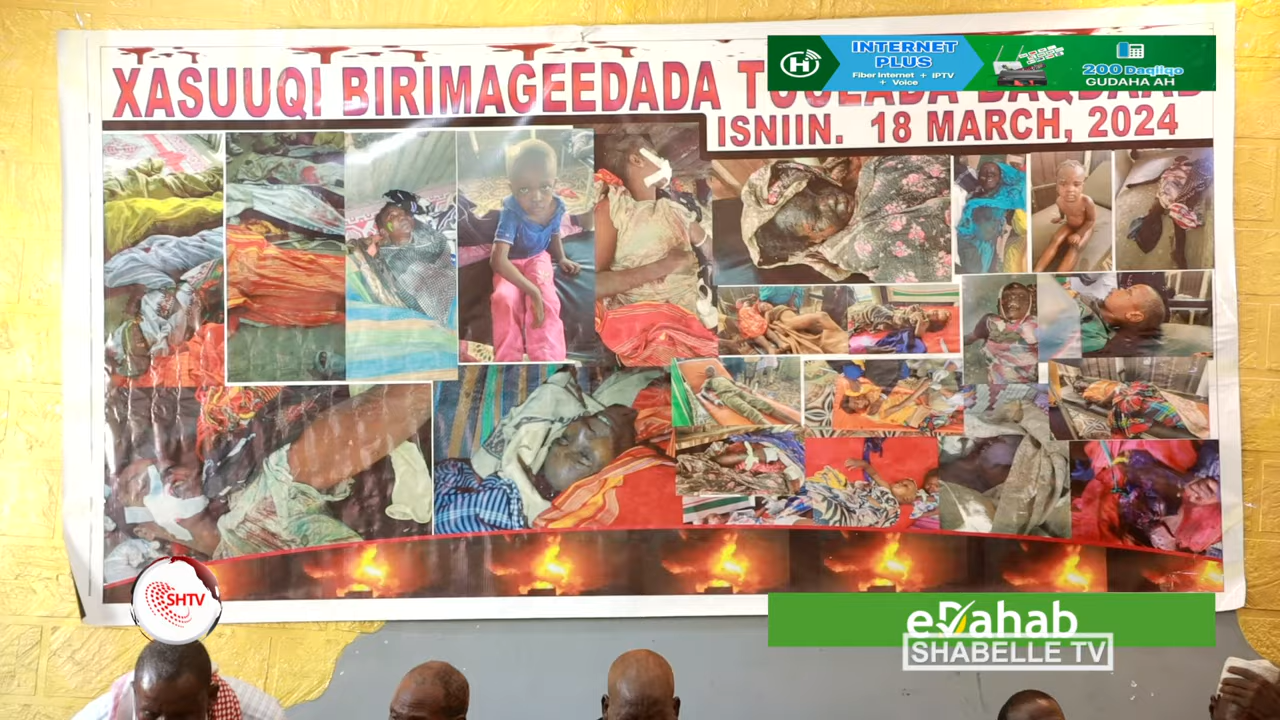 XASUUQI BIRIMAGEEDADA
ISNIIN. 18 MARCH, 2024
INTERNET
PLUS
Fiber Internet + IPTV
+ Voice
200 Daqiiqo
GUDAHA AH
SHTV
eDahab
SHABELLE TV